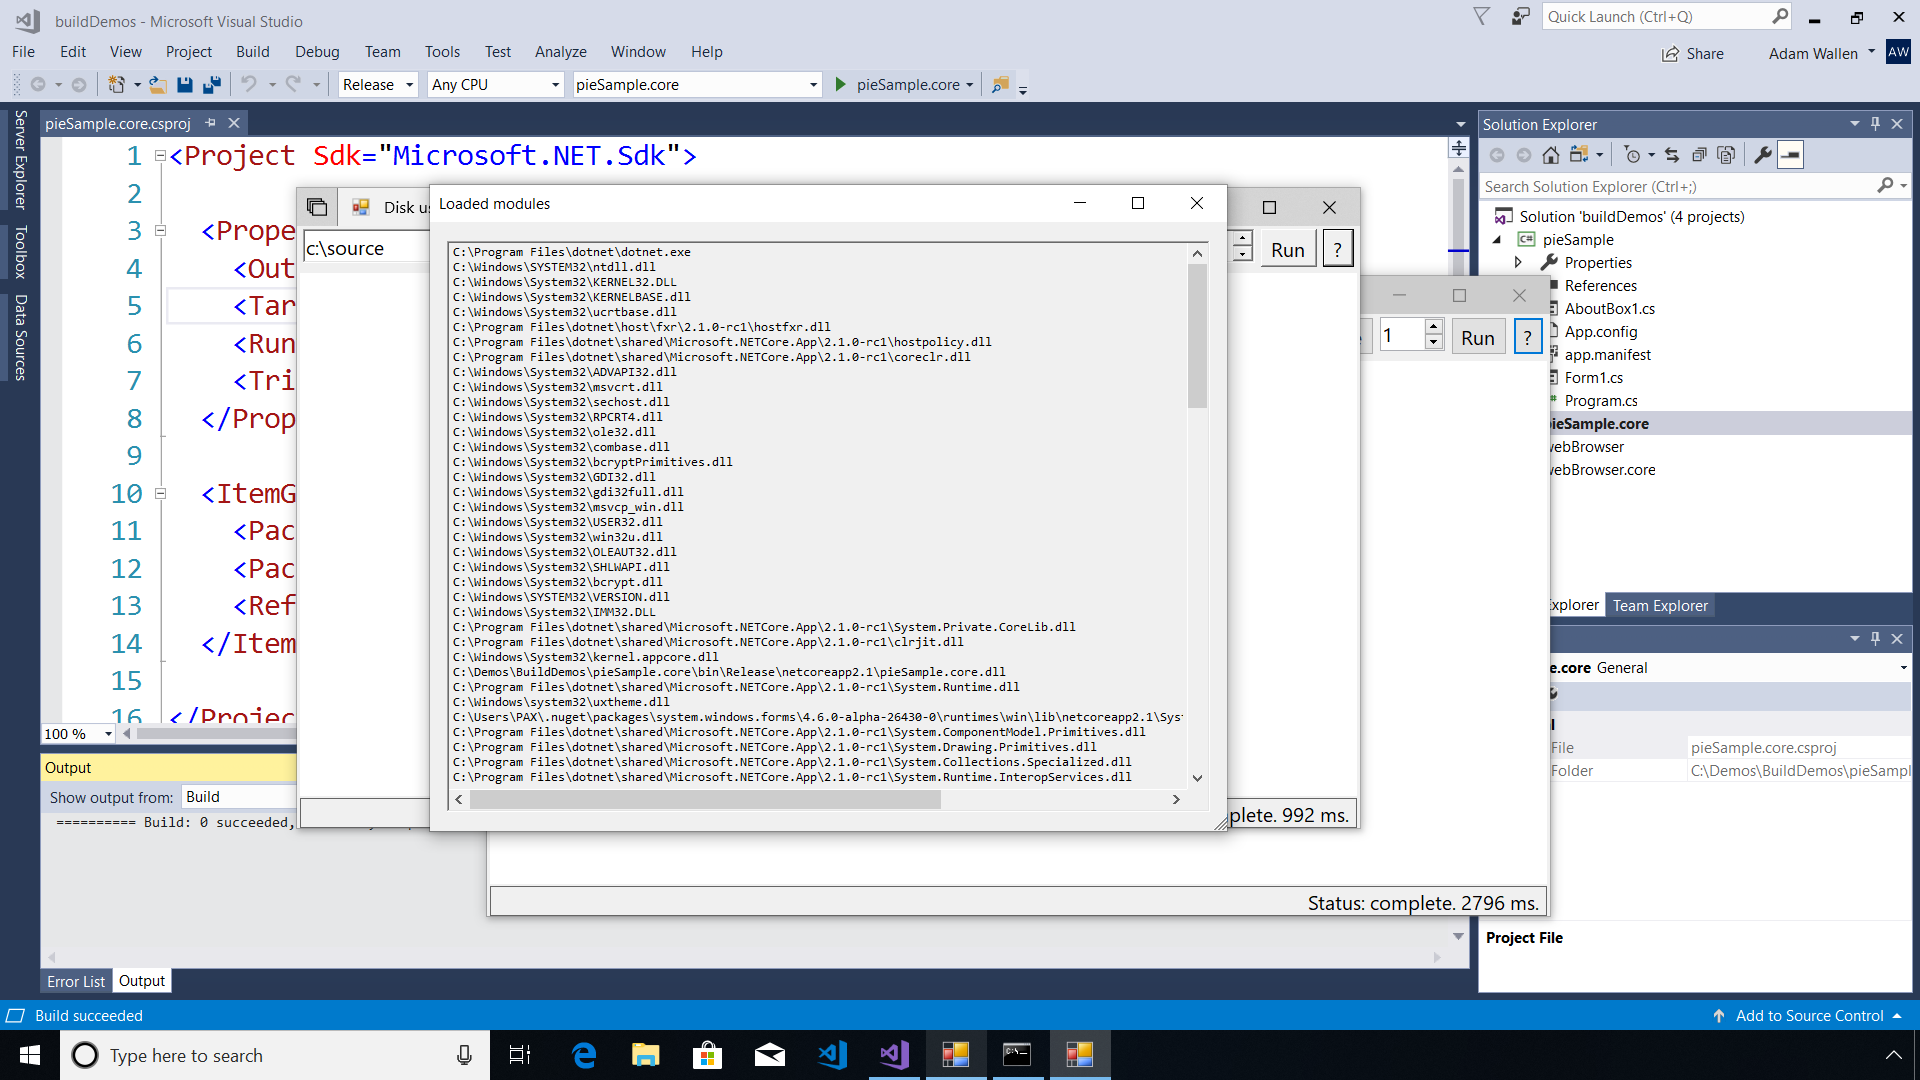 buildDemos - Microsoft Visual Studio
Quick Launch (Ctrl+Q)
File Edit View Project Build Debug Team Tools Test Analyze Window Help
Share
Adam Wallen
AW
Release
Any CPU
pieSample.core
pieSample.core
Server Explorer
Toolbox
Data Sources
pieSample.core.csproj
1 <Project Sdk="Microsoft.NET.Sdk">
2
3 <Prope
4 <Out
5 <Tar
6 <Run
7 <Tri
8 </Prop
9
10 <ItemG
11 <Pac
12 <Pac
13 <Ref
14 </Item
15
16 </Projec
100 %
Disk us
c:\source
Run
?
Loaded modules
C:\Program Files\dotnet\dotnet.exe
C:\Windows\SYSTEM32\ntdll.dll
C:\Windows\System32\KERNEL32.DLL
C:\Windows\System32\KERNELBASE.dll
C:\Windows\System32\ucrtbase.dll
C:\Program Files\dotnet\host\fxr\2.1.0-rc1\hostfxr.dll
C:\Program Files\dotnet\shared\Microsoft.NETCore.App\2.1.0-rc1\hostpolicy.dll
C:\Program Files\dotnet\shared\Microsoft.NETCore.App\2.1.0-rc1\coreclr.dll
C:\Windows\System32\ADVAPI32.dll
C:\Windows\System32\msvcrt.dll
C:\Windows\System32\sechost.dll
C:\Windows\System32\RPCRT4.dll
C:\Windows\System32\ole32.dll
C:\Windows\System32\combase.dll
C:\Windows\System32\bcryptPrimitives.dll
C:\Windows\System32\GDI32.dll
C:\Windows\System32\gdi32full.dll
C:\Windows\System32\msvcp_win.dll
C:\Windows\System32\USER32.dll
C:\Windows\System32\win32u.dll
C:\Windows\System32\OLEAUT32.dll
C:\Windows\System32\SHLWAPI.dll
C:\Windows\System32\bcrypt.dll
C:\Windows\SYSTEM32\VERSION.dll
C:\Windows\System32\IMM32.DLL
C:\Program Files\dotnet\shared\Microsoft.NETCore.App\2.1.0-rc1\System.Private.CoreLib.dll
C:\Program Files\dotnet\shared\Microsoft.NETCore.App\2.1.0-rc1\clrjit.dll
C:\Windows\System32\kernel.appcore.dll
C:\Demos\BuildDemos\pieSample.core\bin\Release\netcoreapp2.1\pieSample.core.dll
C:\Program Files\dotnet\shared\Microsoft.NETCore.App\2.1.0-rc1\System.Runtime.dll
C:\Windows\system32\uxtheme.dll
C:\Users\PAX\.nuget\packages\system.windows.forms\4.6.0-alpha-26430-0\runtimes\win\lib\netcoreapp2.1\Sys
C:\Program Files\dotnet\shared\Microsoft.NETCore.App\2.1.0-rc1\System.ComponentModel.Primitives.dll
C:\Program Files\dotnet\shared\Microsoft.NETCore.App\2.1.0-rc1\System.Drawing.Primitives.dll
C:\Program Files\dotnet\shared\Microsoft.NETCore.App\2.1.0-rc1\System.Collections.Specialized.dll
C:\Program Files\dotnet\shared\Microsoft.NETCore.App\2.1.0-rc1\System.Runtime.InteropServices.dll
plete. 992 ms.
1
Run
?
Status: complete. 2796 ms.
Output
Show output from: Build
========== Build: 0 succeeded,
Error List
Output
Solution Explorer
Search Solution Explorer (Ctrl+;)
Solution 'buildDemos' (4 projects)
pieSample
Properties
References
AboutBox1.cs
App.config
app.manifest
Form1.cs
Program.cs
pieSample.core
webBrowser
webBrowser.core
xplorer
Team Explorer
e.core General
File pieSample.core.csproj
Folder C:\Demos\BuildDemos\pieSampl
Project File
Build succeeded
Add to Source Control
Type here to search